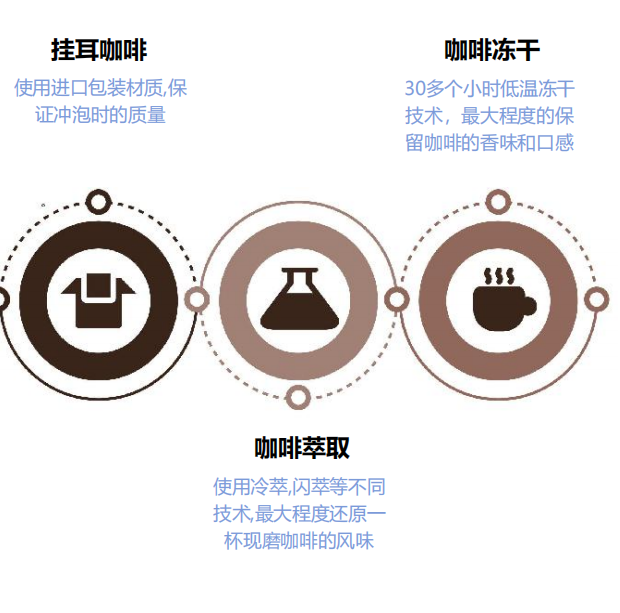 挂耳咖啡
使用进口包装材质,保
证冲泡时的质量
咖啡冻干
30多个小时低温冻干
技术，最大程度的保
留咖啡的香味和口感
咖啡萃取
使用冷萃,闪萃等不同
技术,最大程度还原一
杯现磨咖啡的风味